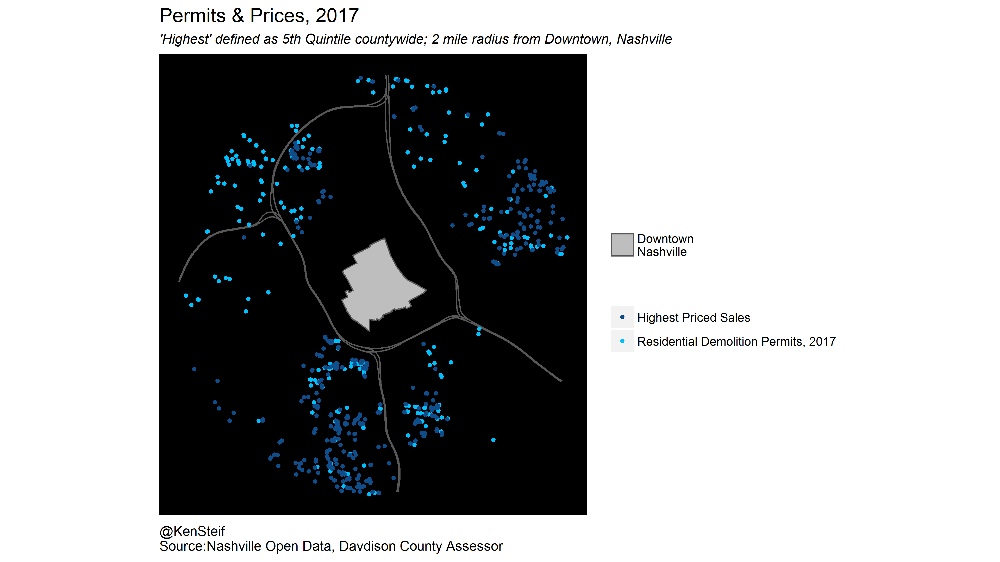 Permits & Prices, 2017
'Highest' defined as 5th Quintile countywide; 2 mile radius from Downtown, Nashville
Downtown
Nashville
Highest Priced Sales
Residential Demolition Permits, 2017
@KenSteif
Source:Nashville Open Data, Davdison County Assessor